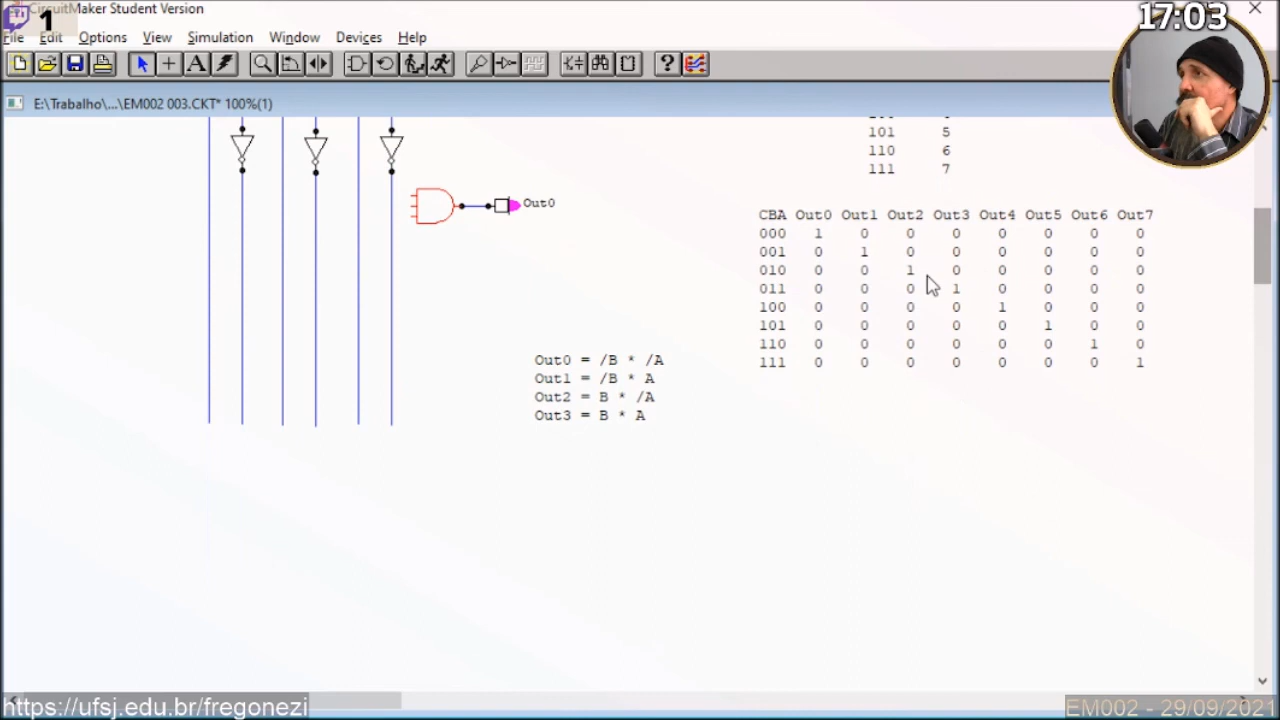 1
CircuitMaker Student Version
17:03
File Edit Options View Simulation Window Devices Help
E:\Trabalho\...\EM002 003.CKT* 100%(1)
101 5
110 6
111 7
Out0
CBA Out0 Out1 Out2 Out3 Out4 Out5 Out6 Out7
000 1 0 0 0 0 0 0 0
001 0 1 0 0 0 0 0 0
010 0 0 1 0 0 0 0 0
011 0 0 0 1 0 0 0 0
100 0 0 0 0 1 0 0 0
101 0 0 0 0 0 1 0 0
110 0 0 0 0 0 0 1 0
111 0 0 0 0 0 0 0 1
Out0 = /B * /A
Out1 = /B * A
Out2 = B * /A
Out3 = B * A
https://ufsj.edu.br/fregonezi
EM002 - 29/09/2021